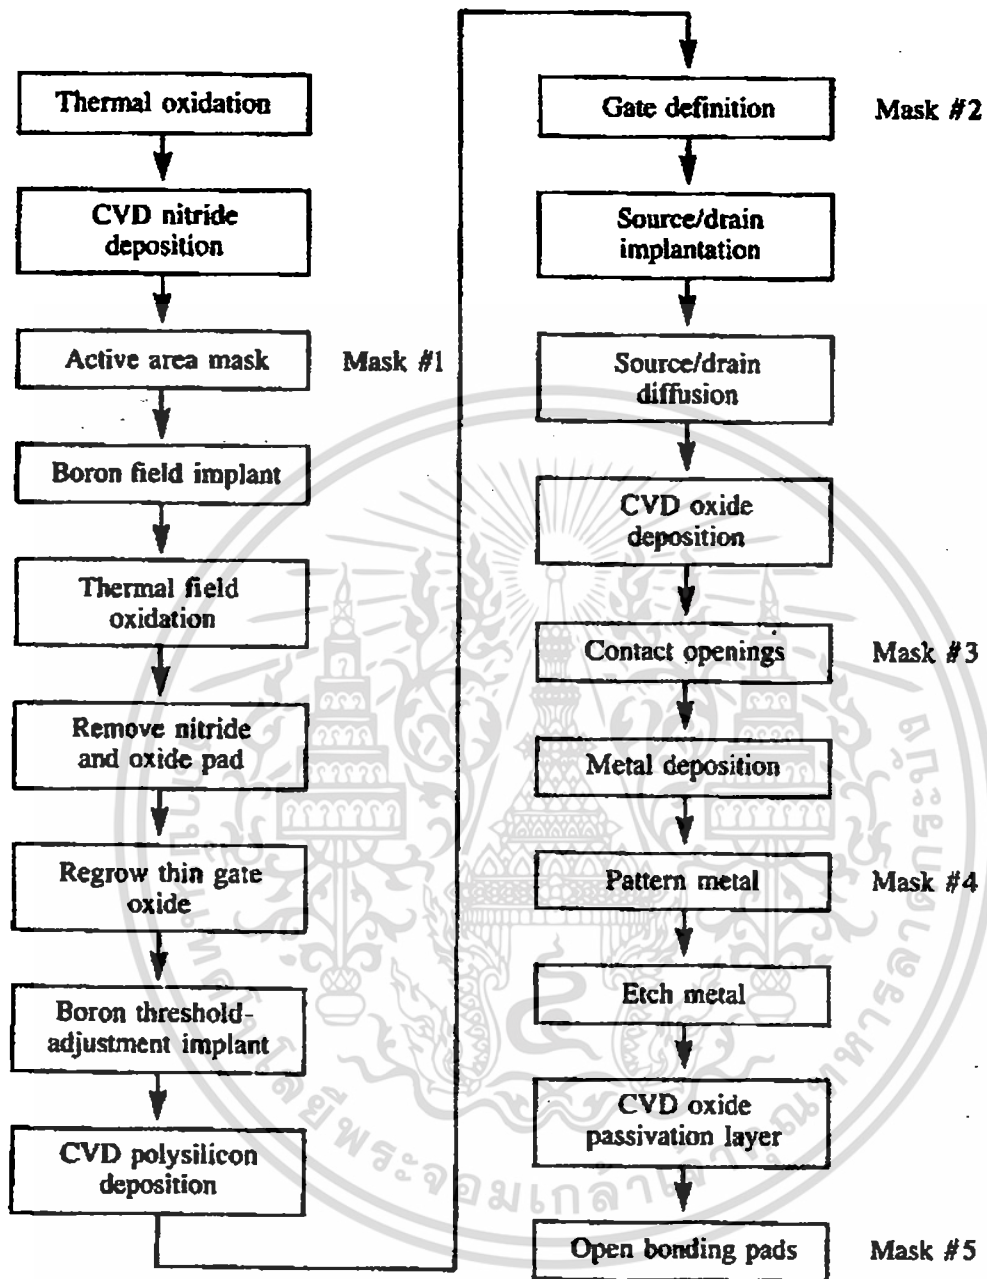 Thermal oxidation
CVD nitride
deposition
Active area mask
Mask #1
Boron field implant
Thermal field
oxidation
Remove nitride
and oxide pad
Regrow thin gate
oxide
Boron threshold-
adjustment implant
CVD polysilicon
deposition
Gate definition
Mask #2
Source/drain
implantation
Source/drain
diffusion
CVD oxide
deposition
Contact openings
Mask #3
Metal deposition
Pattern metal
Mask #4
Etch metal
CVD oxide
passivation layer
Open bonding pads
Mask #5